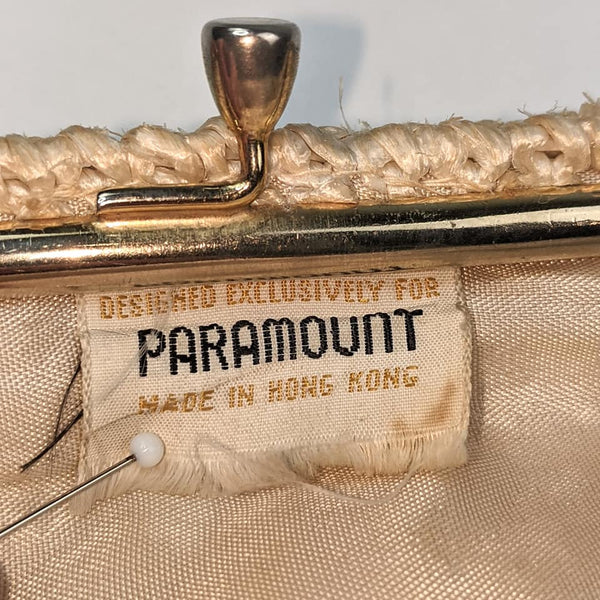 DESIGNED EXCLUSIVELY FOR
PARAMOUNT
MADE IN HONG KONG